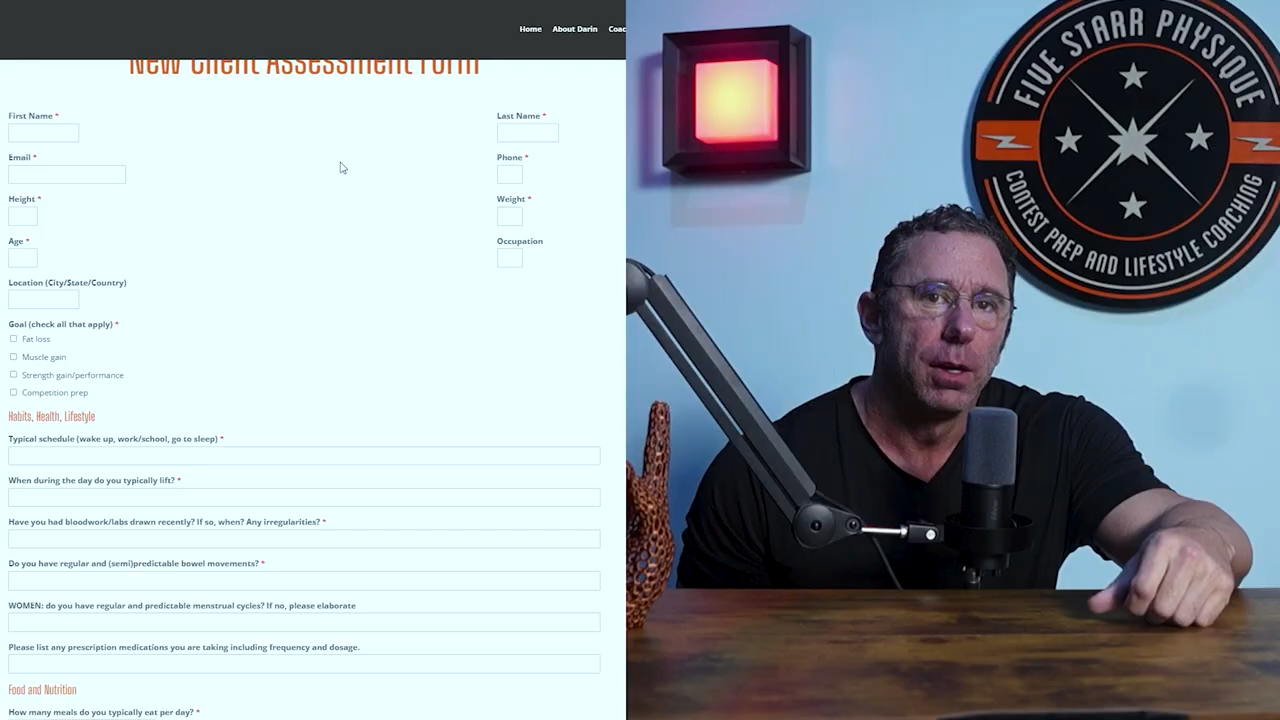 Home About Darin Coac
New Client Assessment Form
First Name *
Last Name *
Email *
Phone *
Height *
Weight *
Age *
Occupation
Location (City/State/Country)
Goal (check all that apply) *
Fat loss
Muscle gain
Strength gain/performance
Competition prep
Habits, Health, Lifestyle
Typical schedule (wake up, work/school, go to sleep) *
When during the day do you typically lift? *
Have you had bloodwork/labs drawn recently? If so, when? Any irregularities? *
Do you have regular and (semi)predictable bowel movements? *
WOMEN: do you have regular and predictable menstrual cycles? If no, please elaborate
Please list any prescription medications you are taking including frequency and dosage.
Food and Nutrition
How many meals do you typically eat per day? *
FIVE STARR PHYSIQUE
CONTEST PREP AND LIFESTYLE COACHING